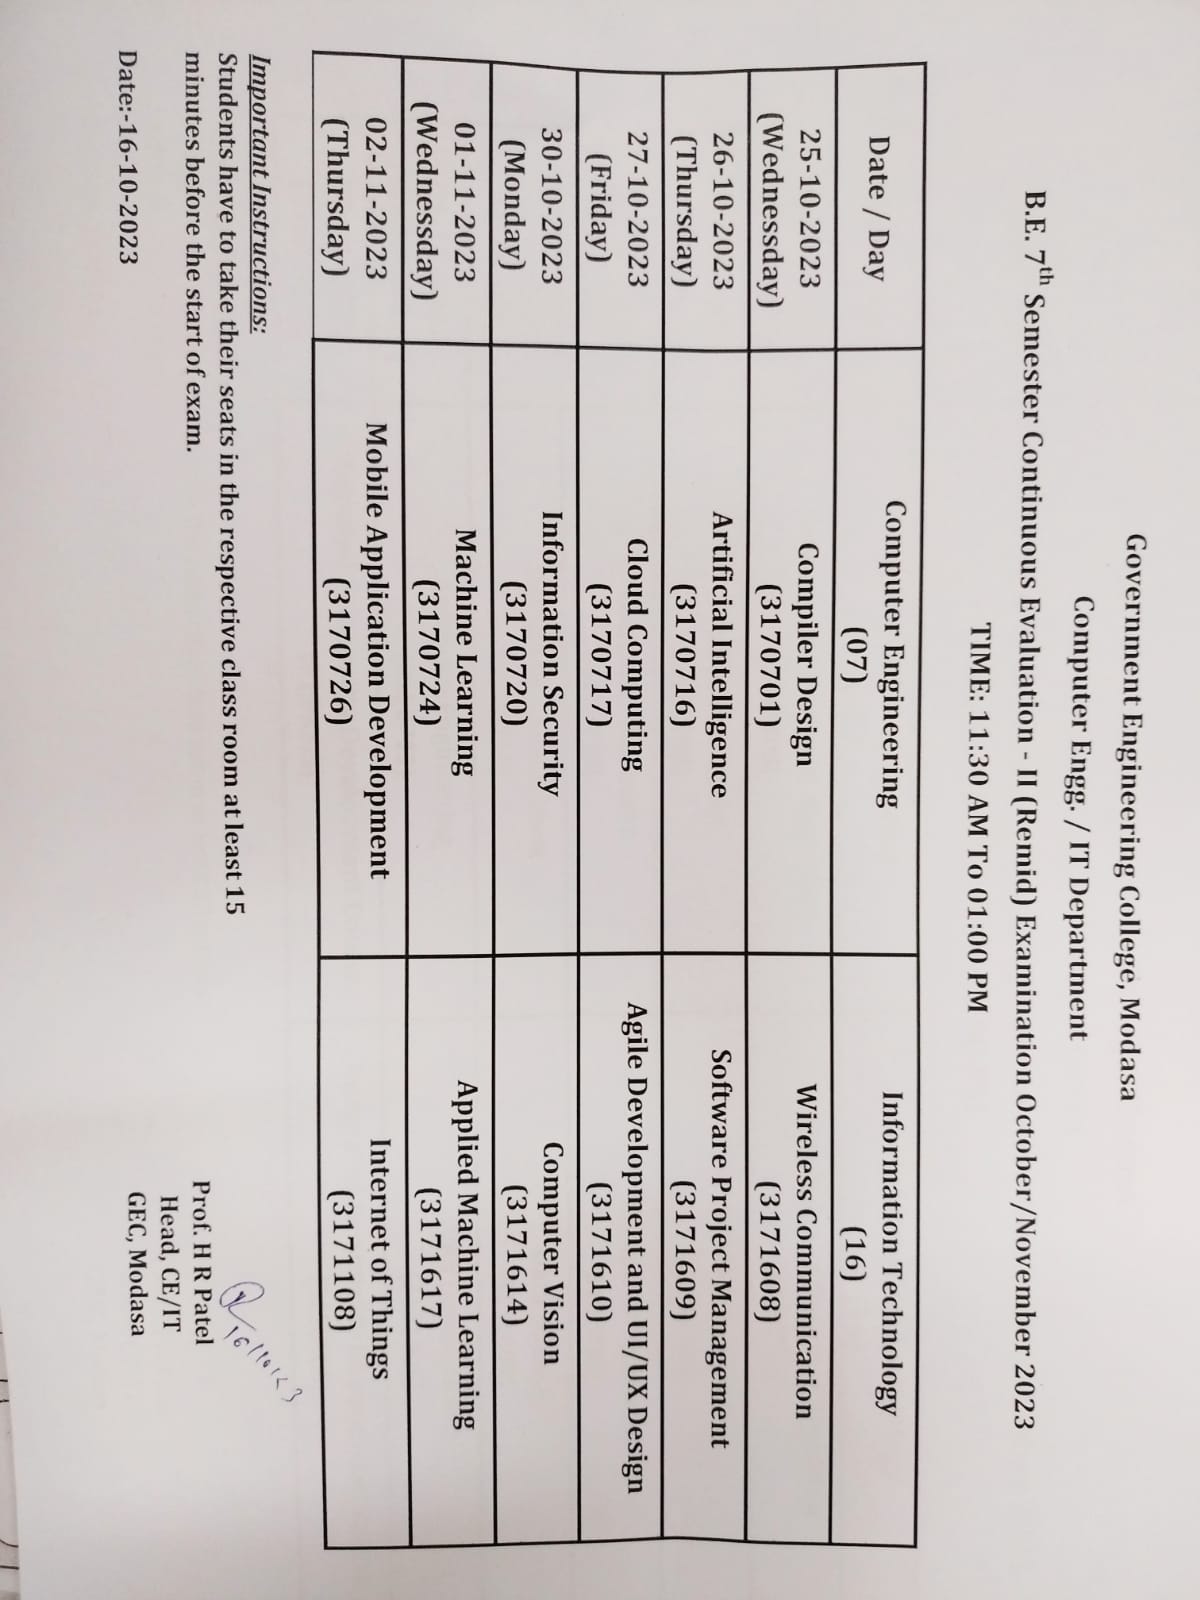 Government Engineering College, Modasa
Computer Engg. / IT Department
B.E. 7th Semester Continuous Evaluation - II (Remid) Examination October/November 2023
TIME: 11:30 AM To 01:00 PM
Date / Day
Computer Engineering
(07)
Information Technology
(16)
25-10-2023
(Wednessday)
Compiler Design
(3170701)
Wireless Communication
(3171608)
26-10-2023
(Thursday)
Artificial Intelligence
(3170716)
Software Project Management
(3171609)
27-10-2023
(Friday)
Cloud Computing
(3170717)
Agile Development and UI/UX Design
(3171610)
30-10-2023
(Monday)
Information Security
(3170720)
Computer Vision
(3171614)
01-11-2023
(Wednessday)
Machine Learning
(3170724)
Applied Machine Learning
(3171617)
02-11-2023
(Thursday)
Mobile Application Development
(3170726)
Internet of Things
(3171108)
Important Instructions:
Students have to take their seats in the respective class room at least 15
minutes before the start of exam.
Date:-16-10-2023
16/10/23
Prof. H R Patel
Head, CE/IT
GEC, Modasa